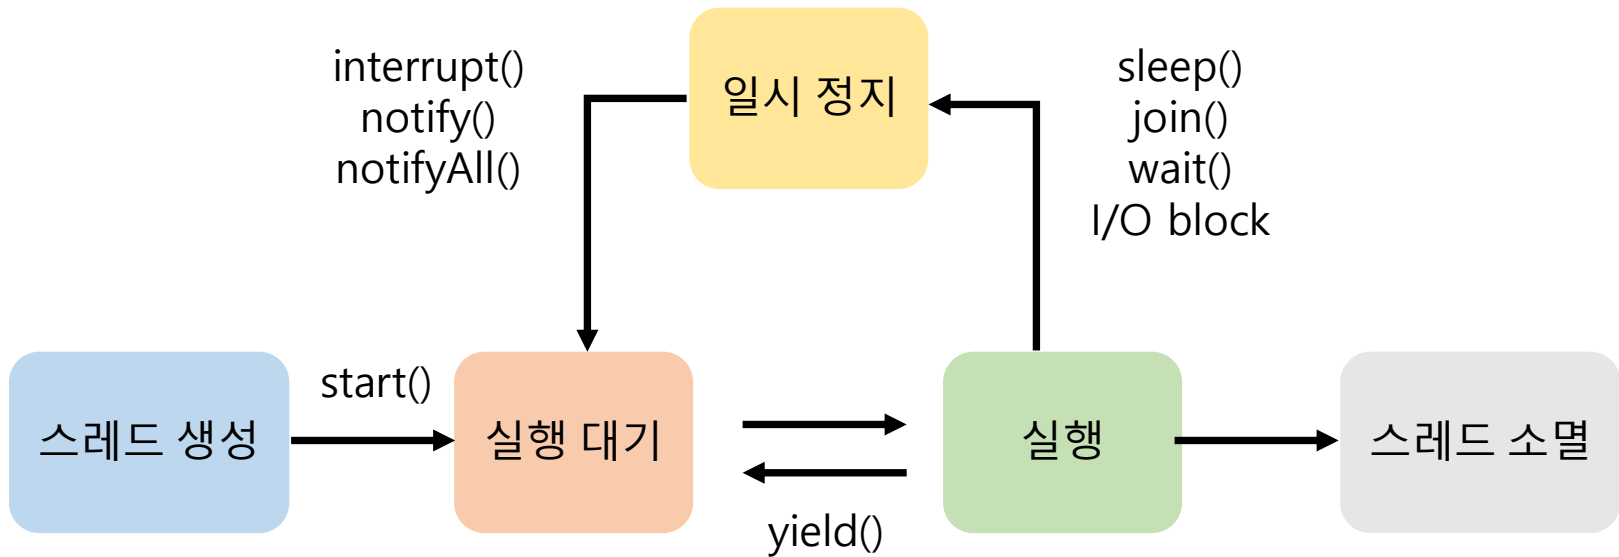 interrupt()
notify()
notifyAll()
일시 정지
sleep()
join()
wait()
I/O block
스레드 생성
start()
실행 대기
yield()
실행
스레드 소멸